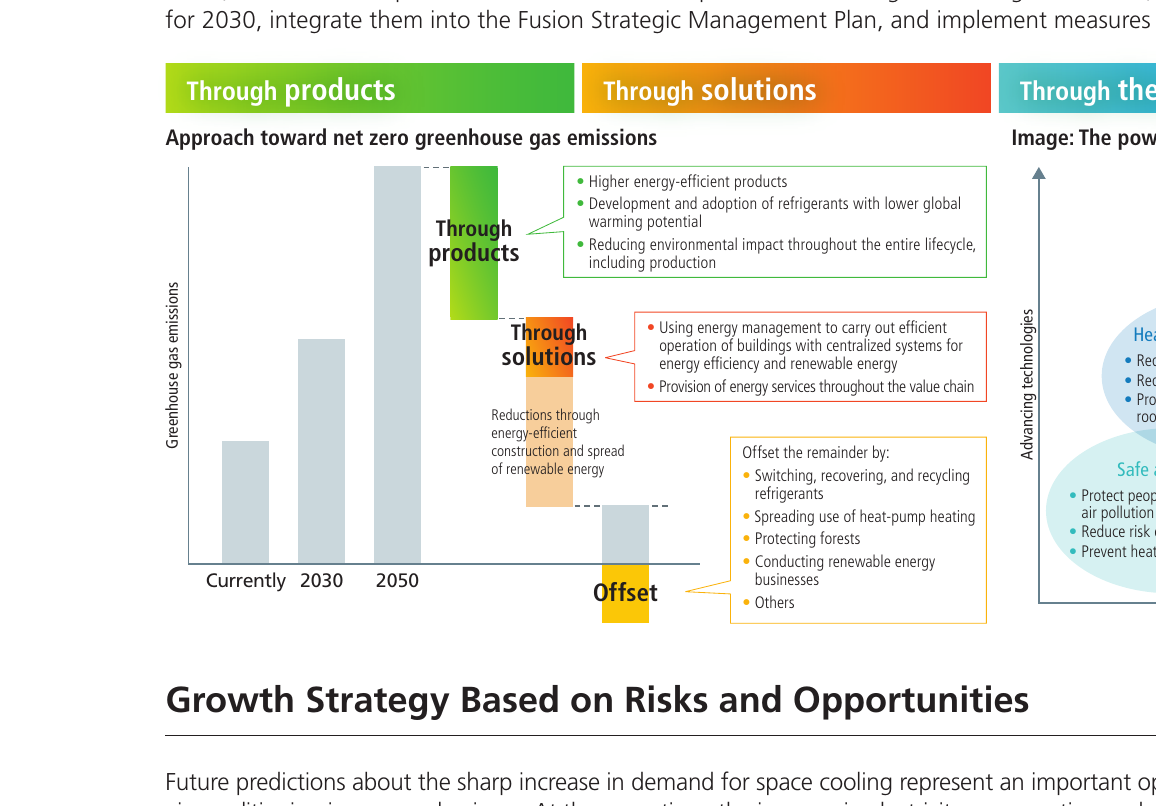 for 2030, integrate them into the Fusion Strategic Management Plan, and implement measures
Through products
Through solutions
Through the
Approach toward net zero greenhouse gas emissions
Greenhouse gas emissions
Currently
2030
2050
Through
products
• Higher energy-efficient products
• Development and adoption of refrigerants with lower global
warming potential
• Reducing environmental impact throughout the entire lifecycle,
including production
Through
solutions
• Using energy management to carry out efficient
operation of buildings with centralized systems for
energy efficiency and renewable energy
• Provision of energy services throughout the value chain
Reductions through
energy-efficient
construction and spread
of renewable energy
Offset
Offset the remainder by:
• Switching, recovering, and recycling
refrigerants
• Spreading use of heat-pump heating
• Protecting forests
• Conducting renewable energy
businesses
• Others
Image: The pow
Advancing technologies
Hea
• Rec
• Rec
• Pro
roo
Safe a
• Protect peop
air pollution
• Reduce risk
• Prevent heat
Growth Strategy Based on Risks and Opportunities
Future predictions about the sharp increase in demand for space cooling represent an important op